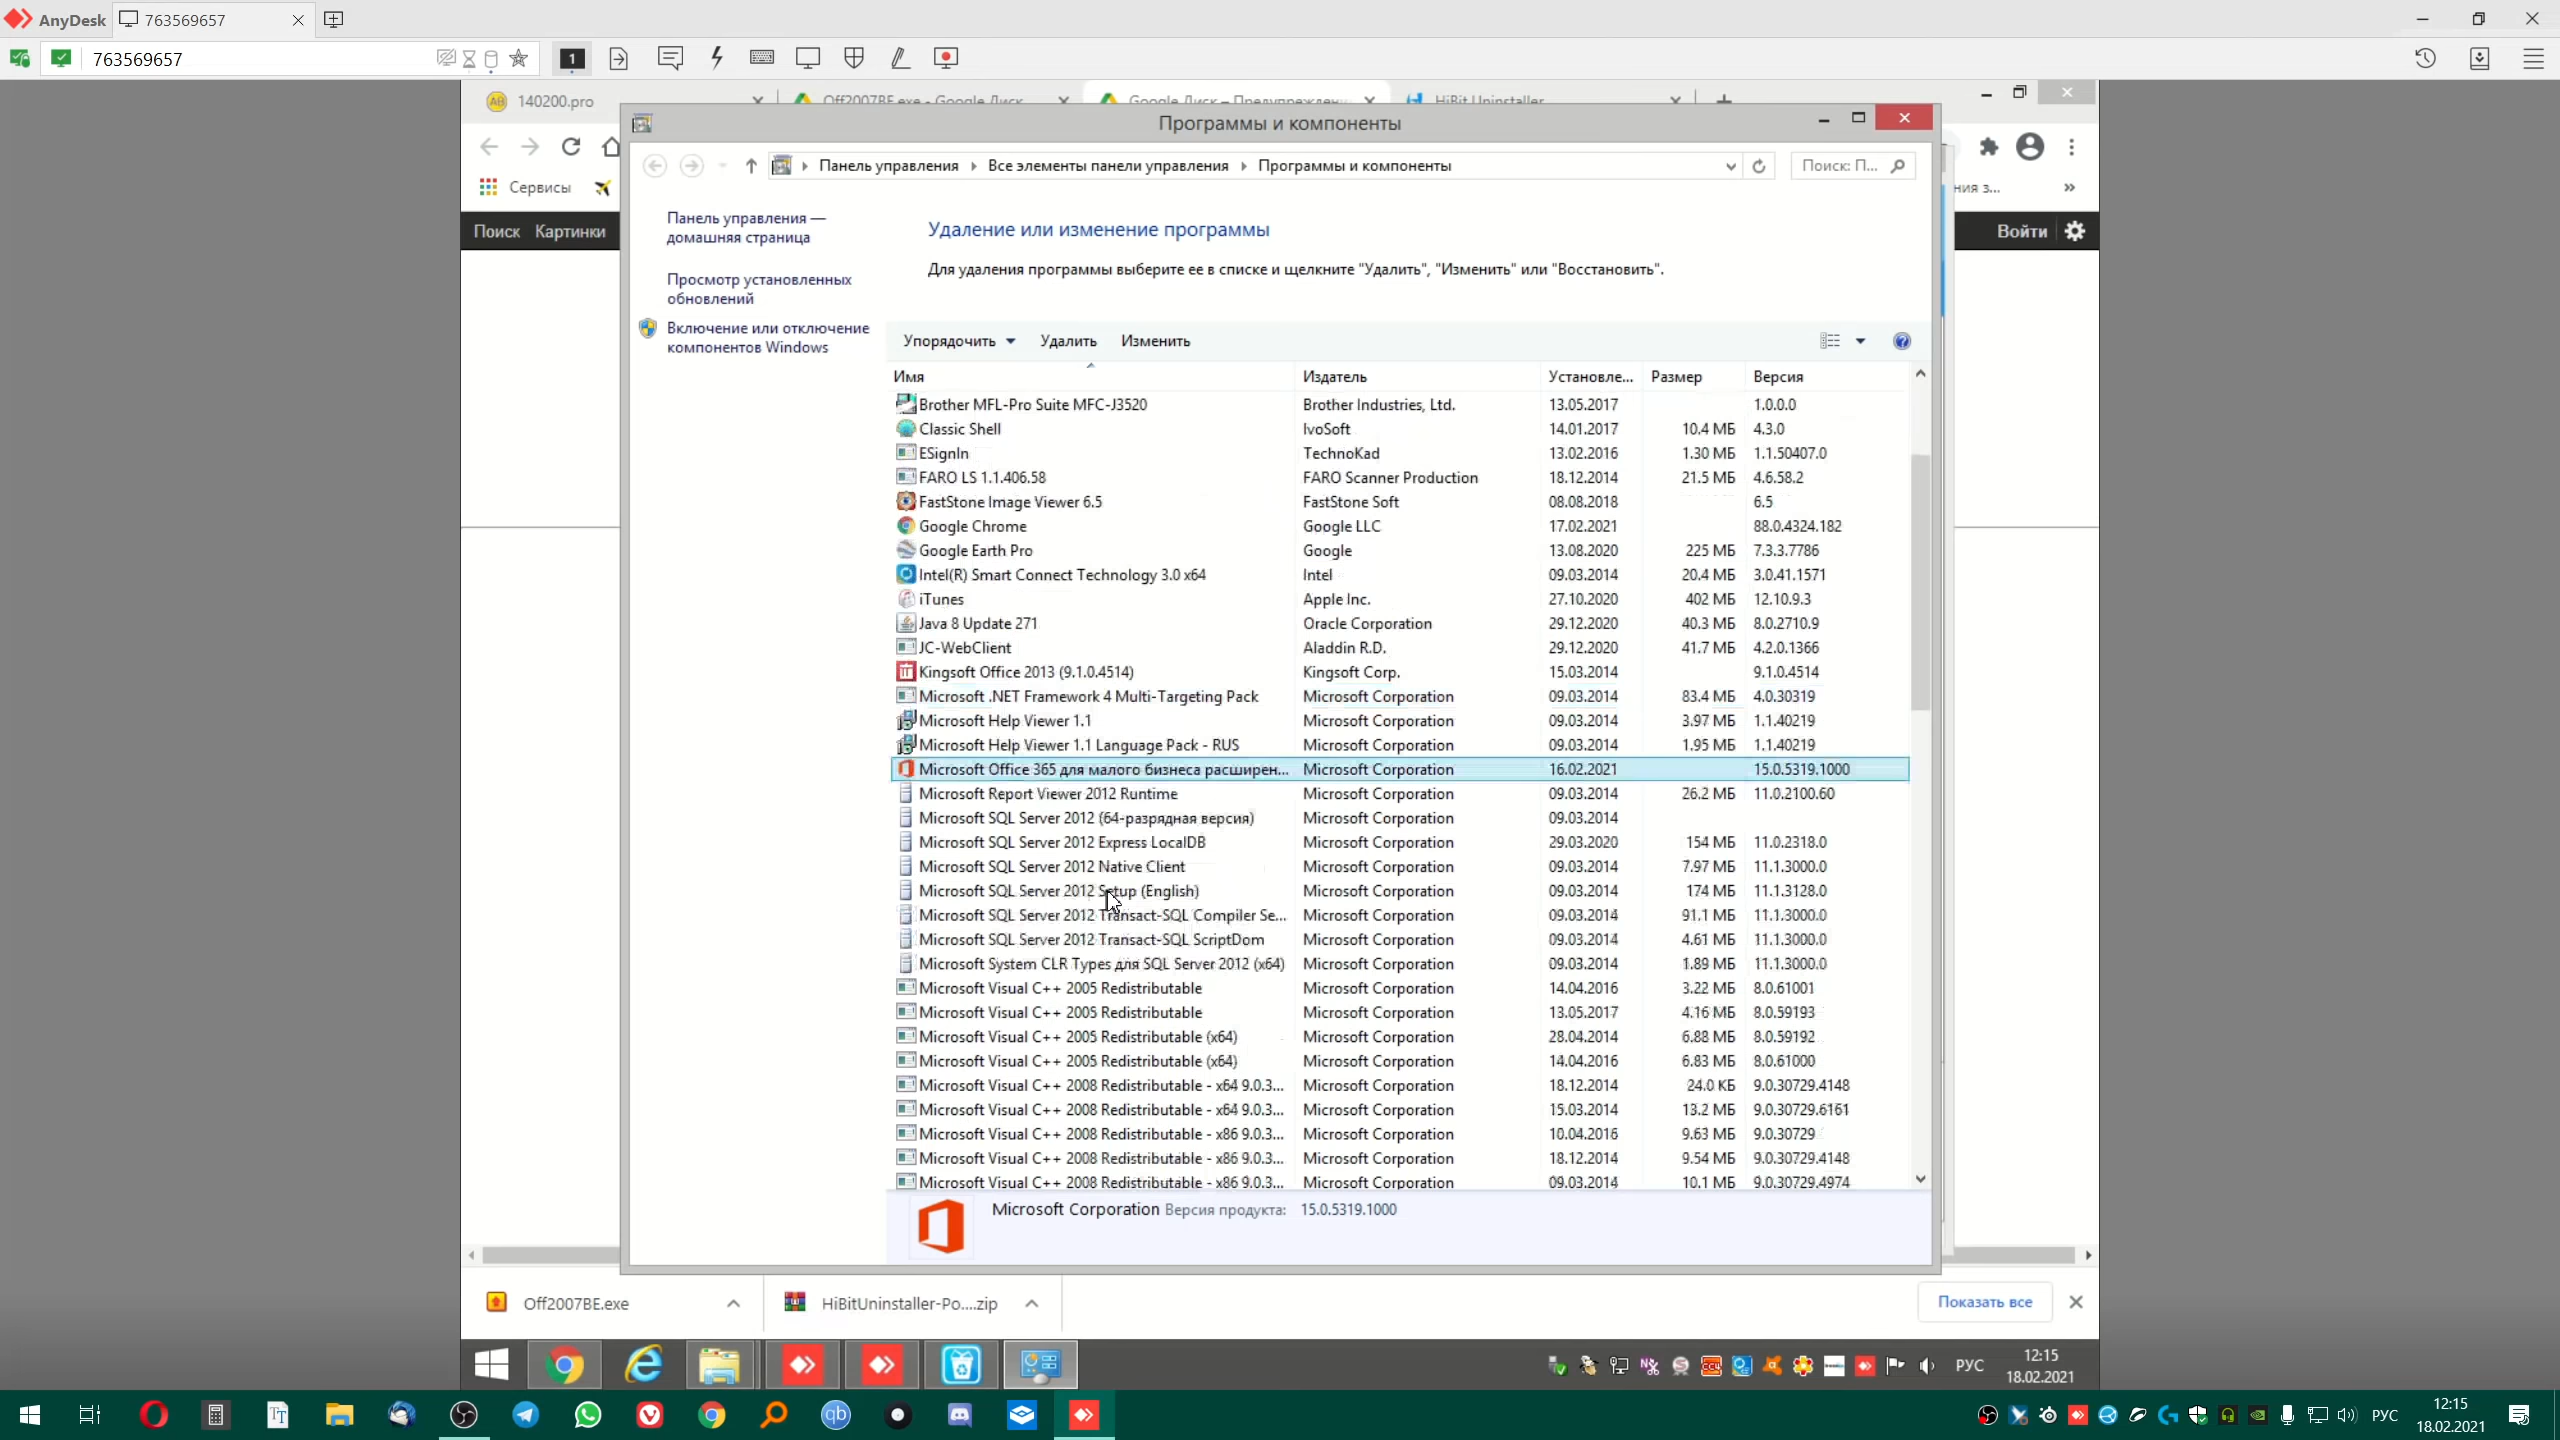 AnyDesk 763569657
763569657 1
140200.pro Off2007BE.exe - Google Диск Google Диск – Предупрежден HiBit Uninstaller
Программы и компоненты
Панель управления Все элементы панели управления Программы и компоненты Поиск: П...
Сервисы ния з... »
Поиск Картинки Войти
Панель управления —
домашняя страница
Просмотр установленных
обновлений
Включение или отключение
компонентов Windows
Удаление или изменение программы
Для удаления программы выберите ее в списке и щелкните "Удалить", "Изменить" или "Восстановить".
Упорядочить Удалить Изменить
Имя Издатель Установле... Размер Версия
Brother MFL-Pro Suite MFC-J3520 Brother Industries, Ltd. 13.05.2017 1.0.0.0
Classic Shell IvoSoft 14.01.2017 10.4 МБ 4.3.0
ESignIn TechnoKad 13.02.2016 1.30 МБ 1.1.50407.0
FARO LS 1.1.406.58 FARO Scanner Production 18.12.2014 21.5 МБ 4.6.58.2
FastStone Image Viewer 6.5 FastStone Soft 08.08.2018 6.5
Google Chrome Google LLC 17.02.2021 88.0.4324.182
Google Earth Pro Google 13.08.2020 225 МБ 7.3.3.7786
Intel(R) Smart Connect Technology 3.0 x64 Intel 09.03.2014 20.4 МБ 3.0.41.1571
iTunes Apple Inc. 27.10.2020 402 МБ 12.10.9.3
Java 8 Update 271 Oracle Corporation 29.12.2020 40.3 МБ 8.0.2710.9
JC-WebClient Aladdin R.D. 29.12.2020 41.7 МБ 4.2.0.1366
Kingsoft Office 2013 (9.1.0.4514) Kingsoft Corp. 15.03.2014 9.1.0.4514
Microsoft .NET Framework 4 Multi-Targeting Pack Microsoft Corporation 09.03.2014 83.4 МБ 4.0.30319
Microsoft Help Viewer 1.1 Microsoft Corporation 09.03.2014 3.97 МБ 1.1.40219
Microsoft Help Viewer 1.1 Language Pack - RUS Microsoft Corporation 09.03.2014 1.95 МБ 1.1.40219
Microsoft Office 365 для малого бизнеса расширен... Microsoft Corporation 16.02.2021 15.0.5319.1000
Microsoft Report Viewer 2012 Runtime Microsoft Corporation 09.03.2014 26.2 МБ 11.0.2100.60
Microsoft SQL Server 2012 (64-разрядная версия) Microsoft Corporation 09.03.2014
Microsoft SQL Server 2012 Express LocalDB Microsoft Corporation 29.03.2020 154 МБ 11.0.2318.0
Microsoft SQL Server 2012 Native Client Microsoft Corporation 09.03.2014 7.97 МБ 11.1.3000.0
Microsoft SQL Server 2012 Setup (English) Microsoft Corporation 09.03.2014 174 МБ 11.1.3128.0
Microsoft SQL Server 2012 Transact-SQL Compiler Se... Microsoft Corporation 09.03.2014 91.1 МБ 11.1.3000.0
Microsoft SQL Server 2012 Transact-SQL ScriptDom Microsoft Corporation 09.03.2014 4.61 МБ 11.1.3000.0
Microsoft System CLR Types для SQL Server 2012 (x64) Microsoft Corporation 09.03.2014 1.89 МБ 11.1.3000.0
Microsoft Visual C++ 2005 Redistributable Microsoft Corporation 14.04.2016 3.22 МБ 8.0.61001
Microsoft Visual C++ 2005 Redistributable Microsoft Corporation 13.05.2017 4.16 МБ 8.0.59193
Microsoft Visual C++ 2005 Redistributable (x64) Microsoft Corporation 28.04.2014 6.88 МБ 8.0.59192
Microsoft Visual C++ 2005 Redistributable (x64) Microsoft Corporation 14.04.2016 6.83 МБ 8.0.61000
Microsoft Visual C++ 2008 Redistributable - x64 9.0.3... Microsoft Corporation 18.12.2014 24.0 КБ 9.0.30729.4148
Microsoft Visual C++ 2008 Redistributable - x64 9.0.3... Microsoft Corporation 15.03.2014 13.2 МБ 9.0.30729.6161
Microsoft Visual C++ 2008 Redistributable - x86 9.0.3... Microsoft Corporation 10.04.2016 9.63 МБ 9.0.30729
Microsoft Visual C++ 2008 Redistributable - x86 9.0.3... Microsoft Corporation 18.12.2014 9.54 МБ 9.0.30729.4148
Microsoft Visual C++ 2008 Redistributable - x86 9.0.3... Microsoft Corporation 09.03.2014 10.1 МБ 9.0.30729.4974
Microsoft Corporation Версия продукта: 15.0.5319.1000
Off2007BE.exe HiBitUninstaller-Po....zip Показать все
РУС 12:15
18.02.2021
РУС 12:15
18.02.2021